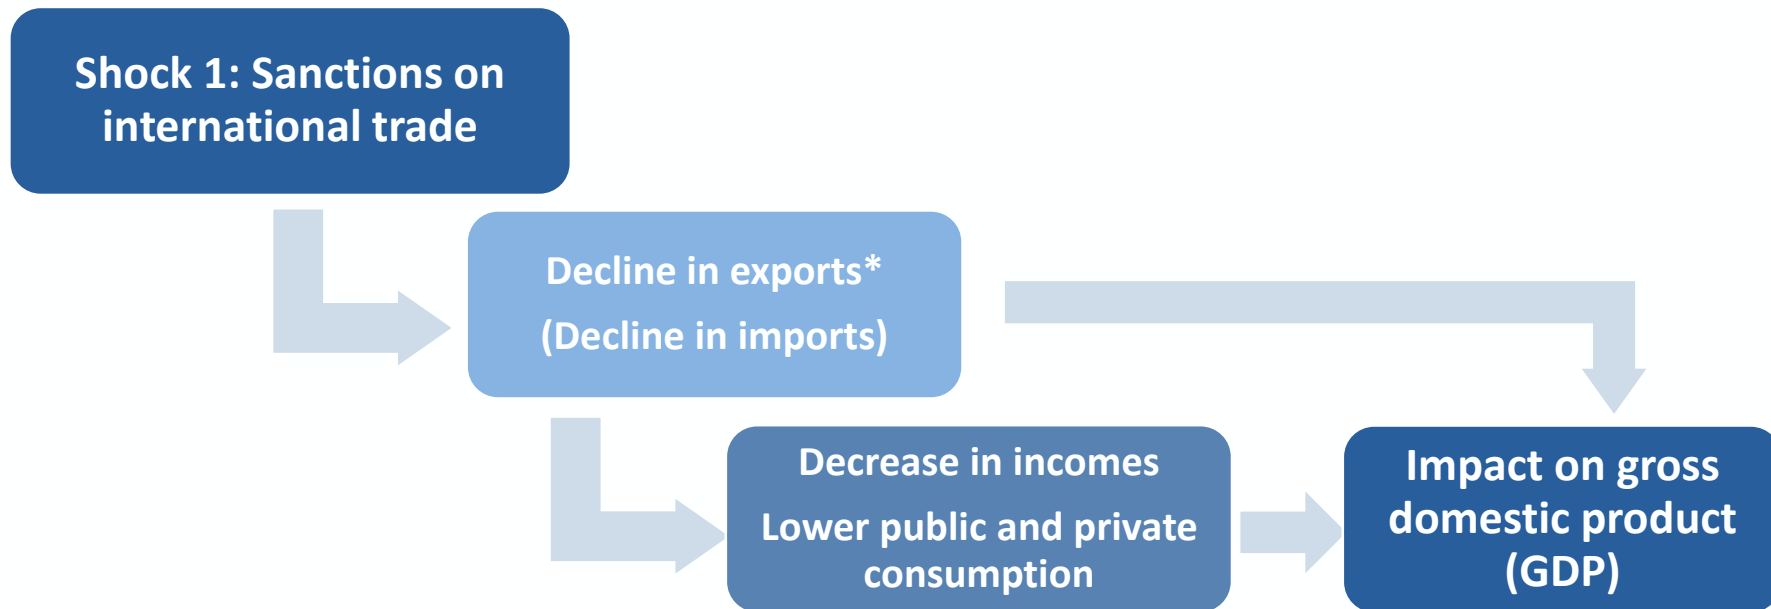 Shock 1: Sanctions on
international trade
Decline in exports*
(Decline in imports)
Decrease in incomes
Lower public and private
consumption
Impact on gross
domestic product
(GDP)